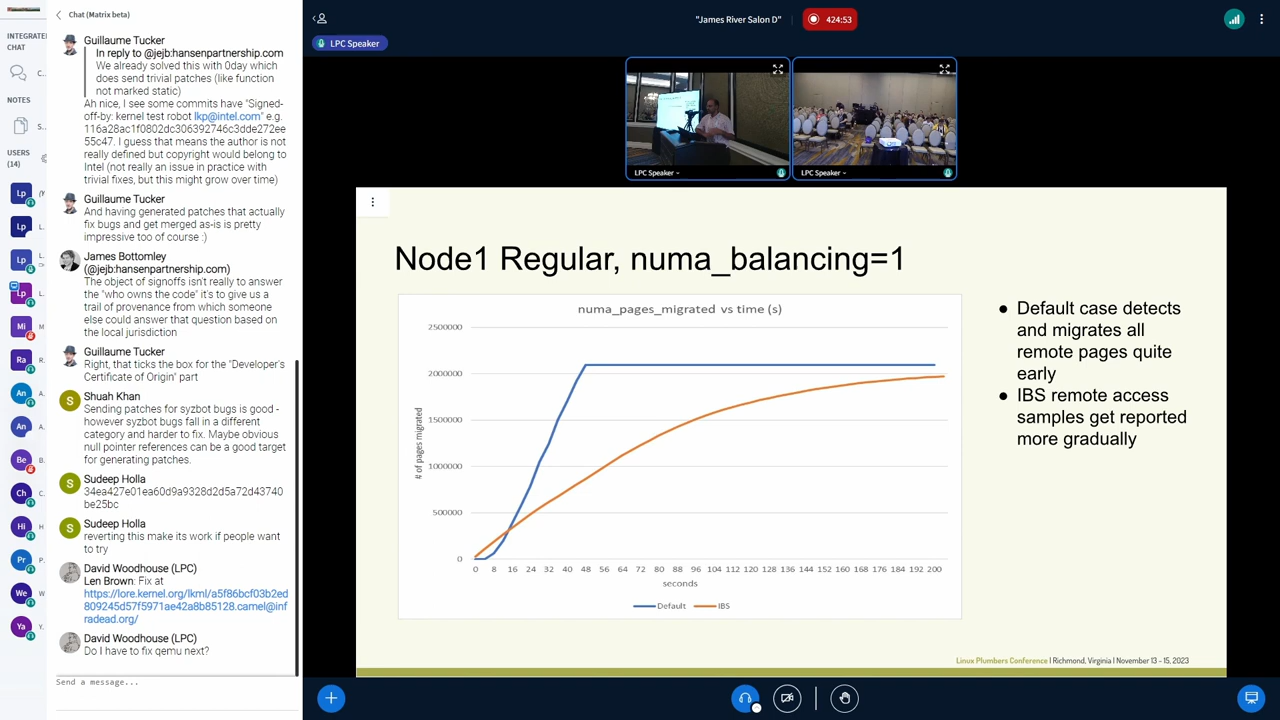 Chat (Matrix beta)
INTEGRATE
CHAT
C..
NOTES
S..
USERS
(14)
Guillaume Tucker
In reply to @jejb:hansenpartnership.com
We already solved this with 0day which
does send trivial patches (like function
not marked static)
Ah nice, I see some commits have "Signed-
off-by: kernel test robot lkp@intel.com" e.g.
116a28ac1f0802dc306392746c3dde272ee
55c47. I guess that means the author is not
really defined but copyright would belong to
Intel (not really an issue in practice with
trivial fixes, but this might grow over time)
Guillaume Tucker
And having generated patches that actually
fix bugs and get merged as-is is pretty
impressive too of course :)
James Bottomley
(@jejb:hansenpartnership.com)
The object of signoffs isn't really to answer
the "who owns the code" it's to give us a
trail of provenance from which someone
else could answer that question based on
the local jurisdiction
Guillaume Tucker
Right, that ticks the box for the "Developer's
Certificate of Origin" part
Shuah Khan
Sending patches for syzbot bugs is good -
however syzbot bugs fall in a different
category and harder to fix. Maybe obvious
null pointer references can be a good target
for generating patches.
Sudeep Holla
34ea427e01ea60d9a9328d2d5a72d43740
be25bc
Sudeep Holla
reverting this make its work if people want
to try
David Woodhouse (LPC)
Len Brown: Fix at
https://lore.kernel.org/lkml/a5f86bcf03b2ed
809245d57f5971ae42a8b85128.camel@inf
radead.org/
David Woodhouse (LPC)
Do I have to fix qemu next?
Send a message...
Lp
Lp
Lp
Lp
Mi
Ra
An
An
Be
Ch
Hi
Pr
We
Ya
"James River Salon D"
424:53
LPC Speaker
LPC Speaker
LPC Speaker
Node1 Regular, numa_balancing=1
numa_pages_migrated vs time (s)
# of pages migrated
2500000
2000000
1500000
1000000
500000
0
0 8 16 24 32 40 48 56 64 72 80 88 96 104 112 120 128 136 144 152 160 168 176 184 192 200
seconds
Default IBS
● Default case detects
and migrates all
remote pages quite
early
● IBS remote access
samples get reported
more gradually
Linux Plumbers Conference | Richmond, Virginia | November 13 - 15, 2023